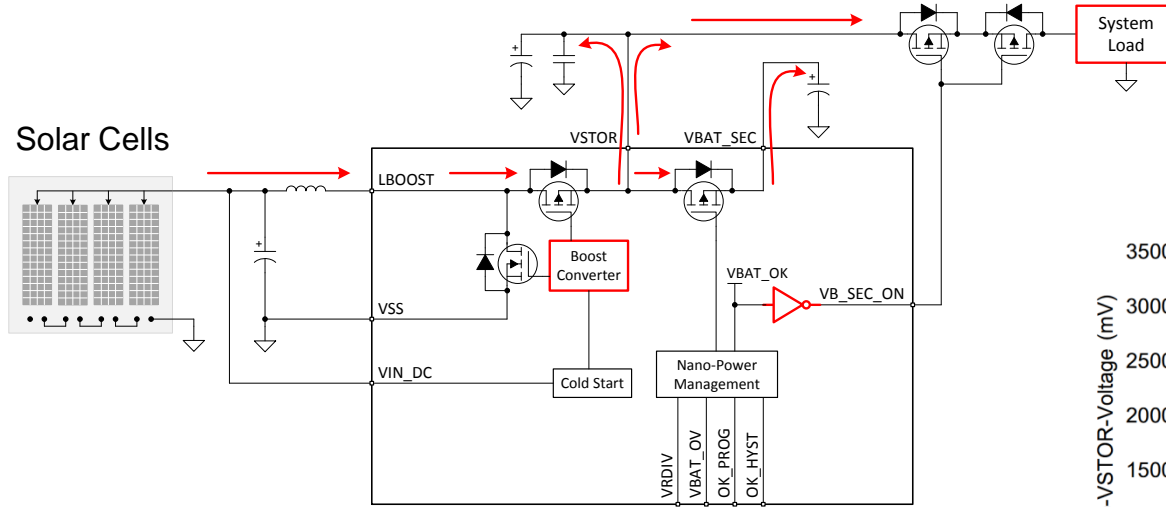 System
Load
Solar Cells
VSTOR
VBAT_SEC
LBOOST
Boost
Converter
VBAT_OK
VB_SEC_ON
VSS
VIN_DC
Cold Start
Nano-Power
Management
VRDIV
VBAT_OV
OK_PROG
OK_HYST
-VSTOR-Voltage (mV)
3500
3000
2500
2000
1500
+
+
+